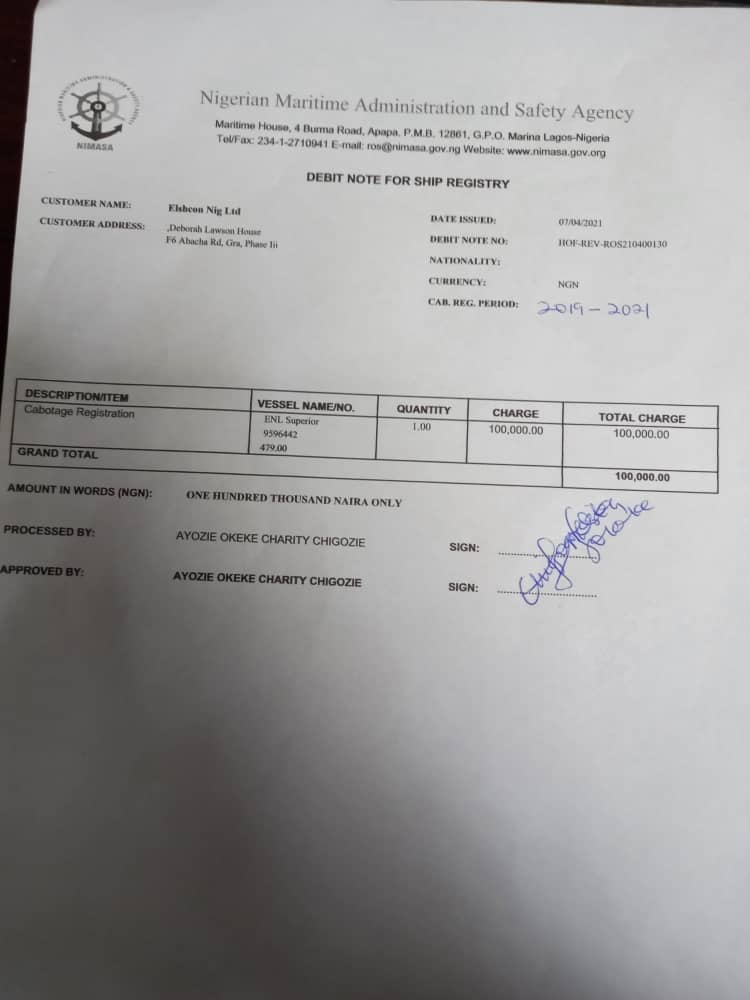 NIGERIAN MARITIME ADMINISTRATION & SAFETY AGENCY
NIMASA
Nigerian Maritime Administration and Safety Agency
Maritime House, 4 Burma Road, Apapa. P.M.B. 12861, G.P.O. Marina Lagos-Nigeria
Tel/Fax: 234-1-2710941 E-mail: ros@nimasa.gov.ng Website: www.nimasa.gov.org
DEBIT NOTE FOR SHIP REGISTRY
CUSTOMER NAME: Elshcon Nig Ltd
CUSTOMER ADDRESS: ,Deborah Lawson House
F6 Abacha Rd, Gra, Phase Iii
DATE ISSUED: 07/04/2021
DEBIT NOTE NO: HOF-REV-ROS210400130
NATIONALITY:
CURRENCY: NGN
CAB. REG. PERIOD: 2019 - 2021
DESCRIPTION/ITEM VESSEL NAME/NO. QUANTITY CHARGE TOTAL CHARGE
Cabotage Registration ENL Superior 1.00 100,000.00 100,000.00
9596442
479.00
GRAND TOTAL 100,000.00
AMOUNT IN WORDS (NGN): ONE HUNDRED THOUSAND NAIRA ONLY
PROCESSED BY: AYOZIE OKEKE CHARITY CHIGOZIE SIGN:
APPROVED BY: AYOZIE OKEKE CHARITY CHIGOZIE SIGN: